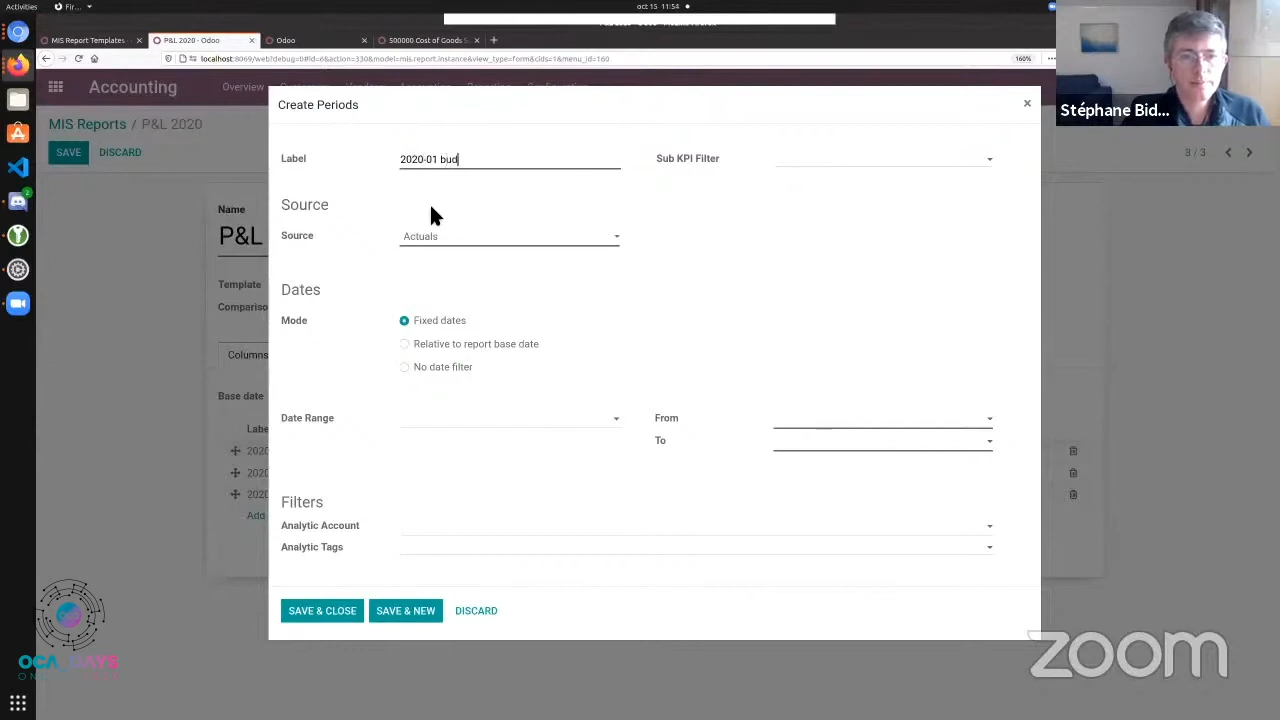 Activities
Fir...
oct 15 11:54
MIS Report Templates
P&L 2020 - Odoo
Odoo
500000 Cost of Goods S
localhost:8069/web?debug=0#id=6&action=330&model=mis.report.instance&view_type=form&cids=1&menu_id=160
160%
Accounting
Overview
MIS Reports / P&L 2020
SAVE
DISCARD
3 / 3
Create Periods
Label
2020-01 bud
Sub KPI Filter
Source
Source
Actuals
Dates
Mode
Fixed dates
Relative to report base date
No date filter
Date Range
From
To
Filters
Analytic Account
Analytic Tags
SAVE & CLOSE
SAVE & NEW
DISCARD
Name
P&L
Template
Compariso
Columns
Base date
Labe
2020
2020
2020
Add
Stéphane Bid...
OCA DAYS
zoom